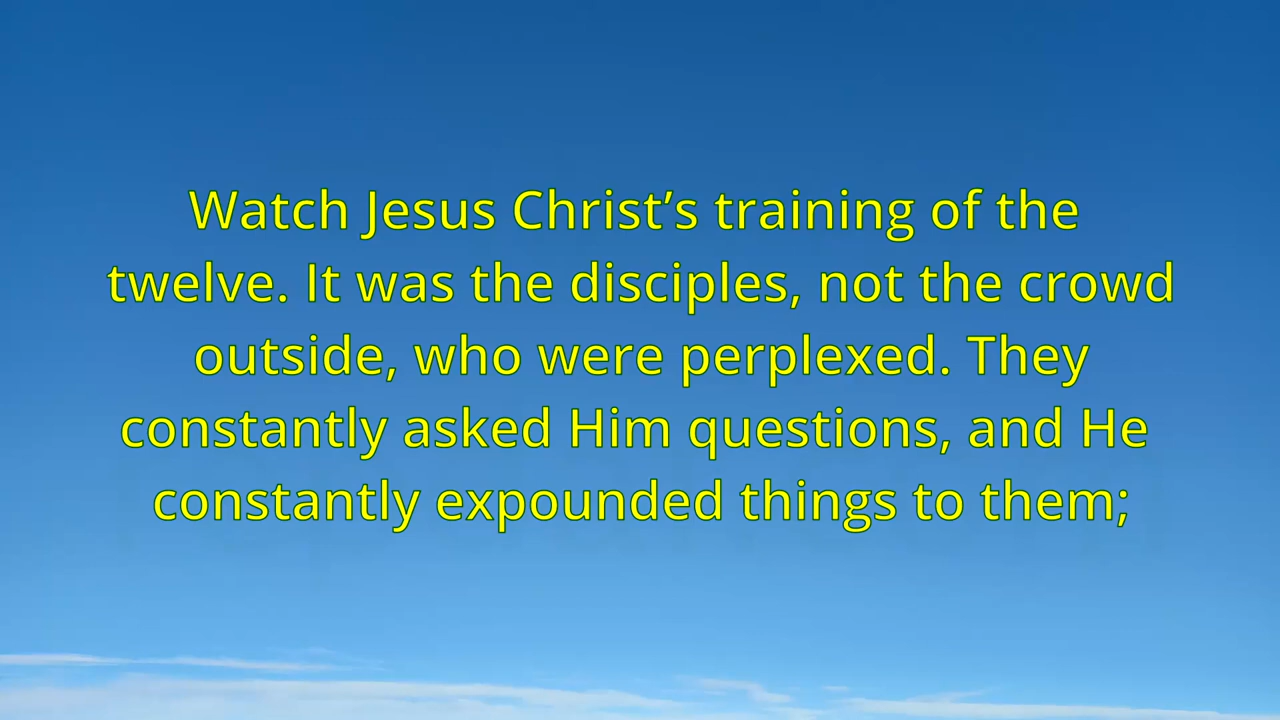 Watch Jesus Christ’s training of the
twelve. It was the disciples, not the crowd
outside, who were perplexed. They
constantly asked Him questions, and He
constantly expounded things to them;